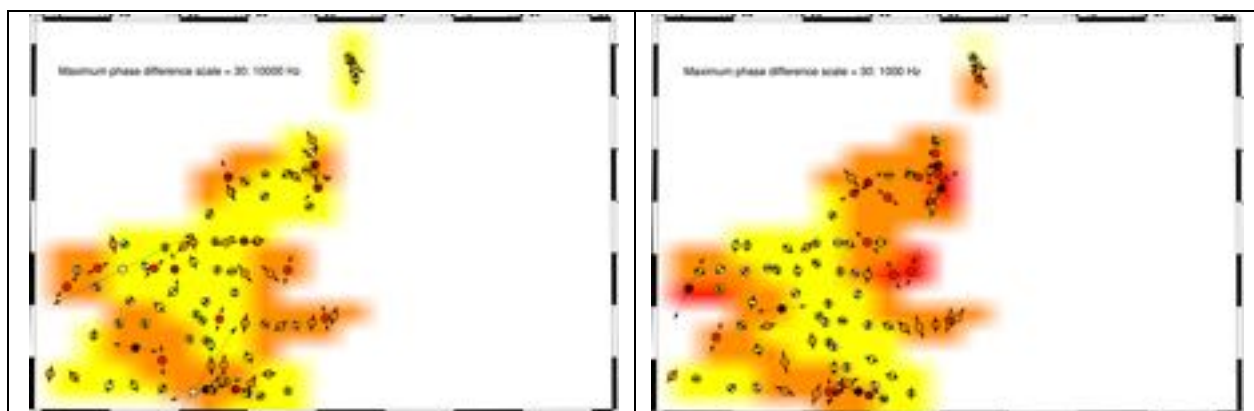 Maximum phase difference scale = 30: 10000 Hz
Maximum phase difference scale = 30: 1000 Hz